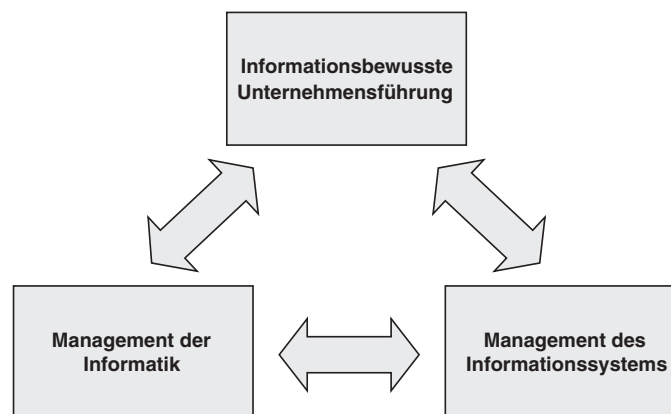 Informationsbewusste
Unternehmensführung
Management der
Informatik
Management des
Informationssystems